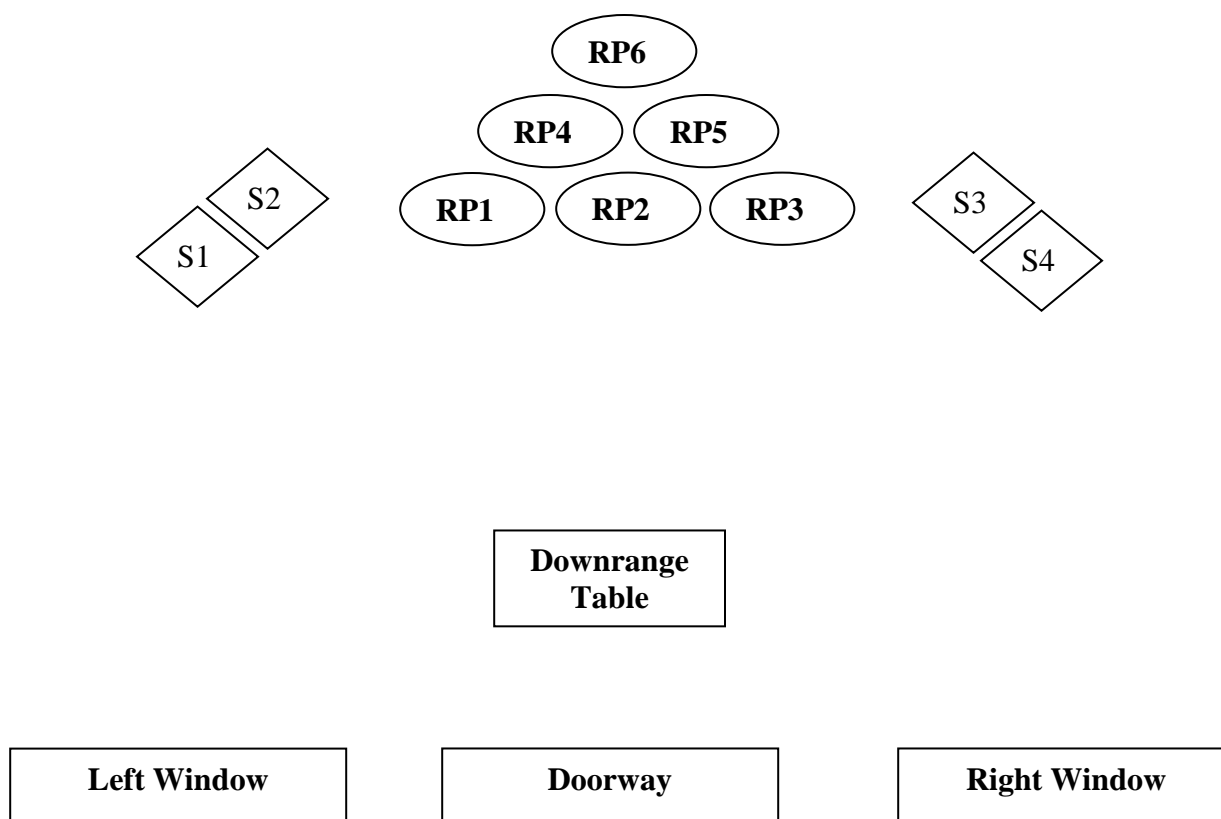 RP6
RP4 RP5
S2 S3
RP1 RP2 RP3
S1 S4
Downrange
Table
Left Window Doorway Right Window